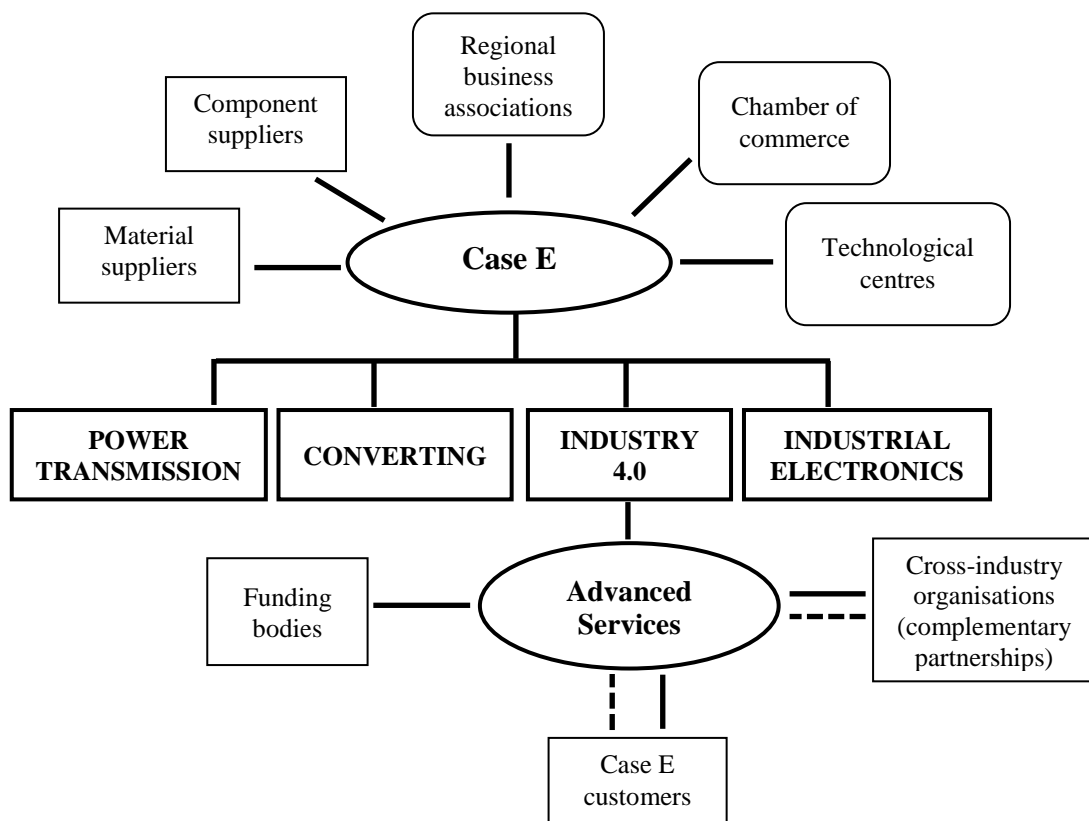 Regional
business
associations
Component
suppliers
Chamber of
commerce
Material
suppliers
Case E
Technological
centres
POWER
TRANSMISSION
CONVERTING
INDUSTRY
4.0
INDUSTRIAL
ELECTRONICS
Funding
bodies
Advanced
Services
Cross-industry
organisations
(complementary
partnerships)
Case E
customers